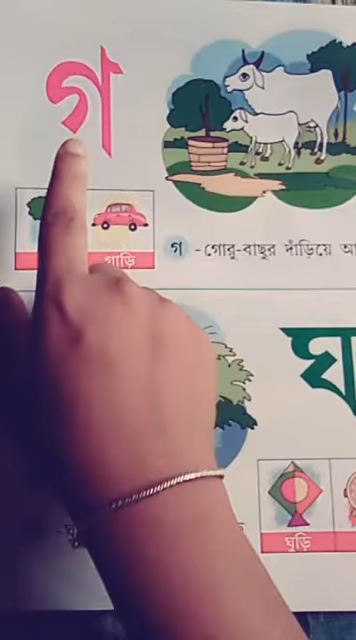 গ
গাড়ি
গ - গোরু-বাছুর দাঁড়িয়ে
ঘ
ঘুড়ি